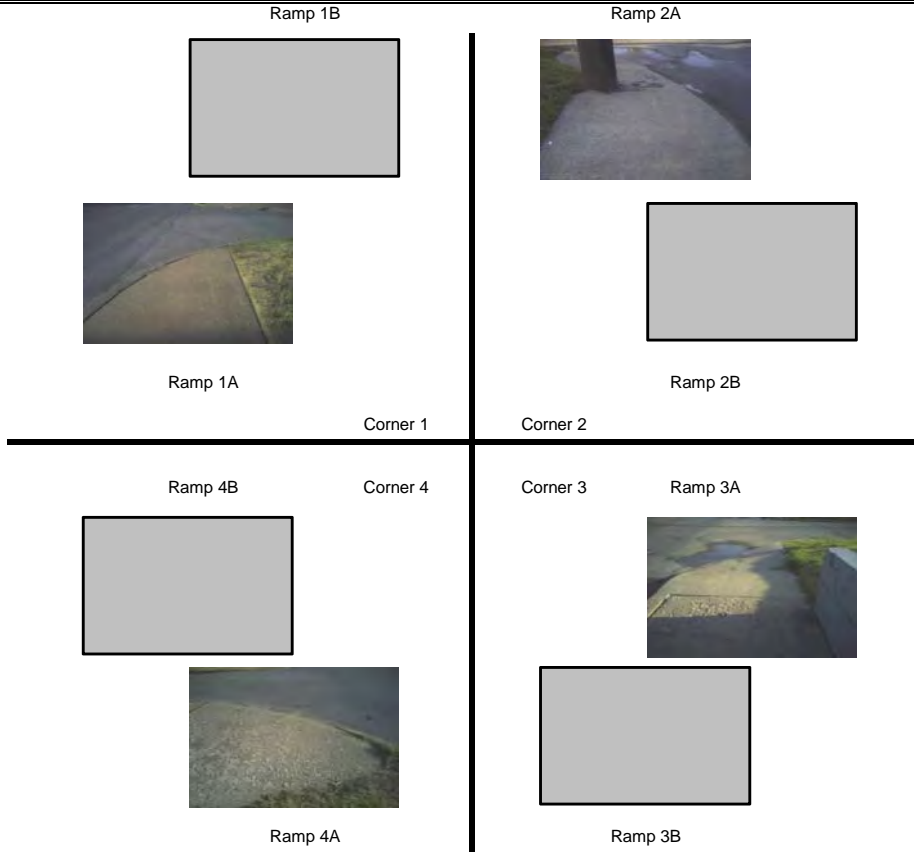 Ramp 1B Ramp 2A
Ramp 1A Ramp 2B
Corner 1 Corner 2
Ramp 4B Corner 4 Corner 3 Ramp 3A
Ramp 4A Ramp 3B